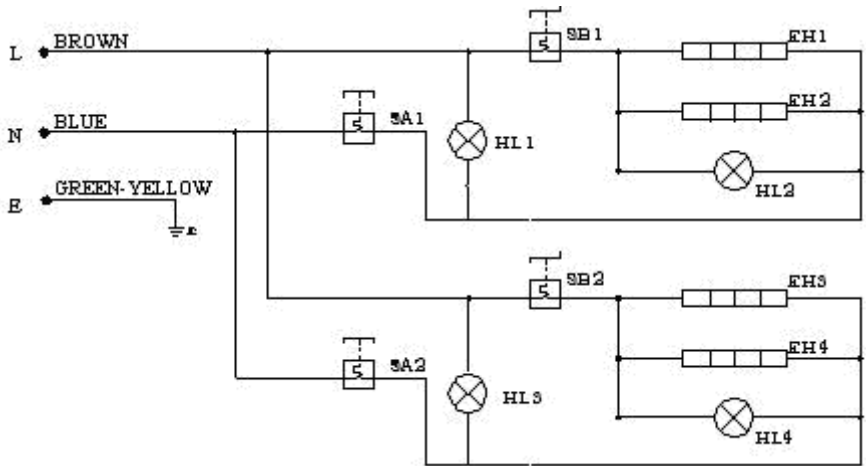 L BROWN
SB1
EH1
N BLUE
SA1
EH2
HL1
HL2
E GREEN-YELLOW
SB2
EH3
SA2
EH4
HL3
HL4